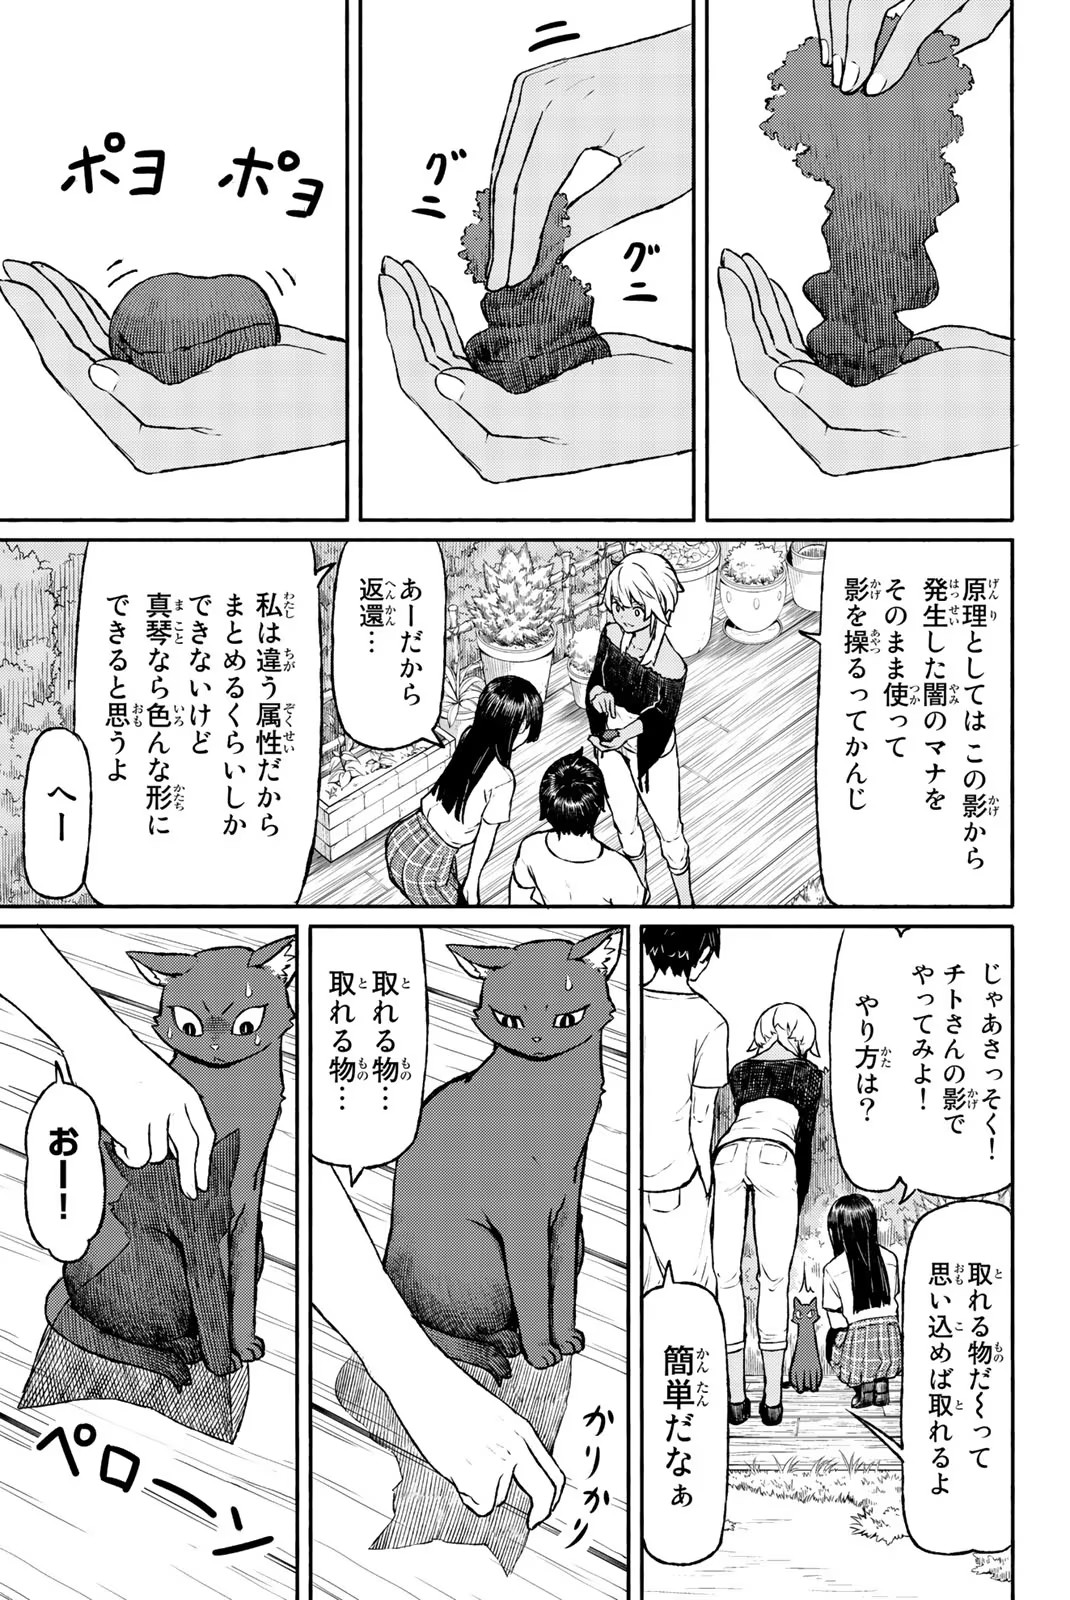 グニ
グニ
ポヨ ポヨ
原理としてはこの影から
発生した闇のマナを
そのまま使って
影を操るってかんじ
あーだから
返還…
私は違う属性だから
まとめるくらいしか
できないけど
真琴なら色んな形に
できると思うよ
へー
じゃあさっそく!
チトさんの影で
やってみよ!
やり方は?
取れる物だ〜って
思い込めば取れるよ
簡単だなぁ
取れる物…
取れる物…
かりかり
おー!
ペローン